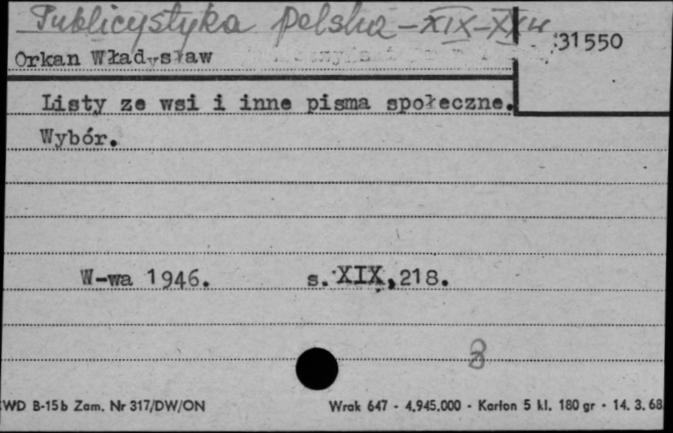 Publicystyka polska - XIX-XX w
31550
Orkan Władysław
Listy ze wsi i inne pisma społeczne.
Wybór.
W-wa 1946. s. XIX, 218.
8
WD B-15b Zam. Nr 317/DW/ON Wrak 647 - 4.945.000 - Karton 5 kl. 180 gr - 14. 3. 68